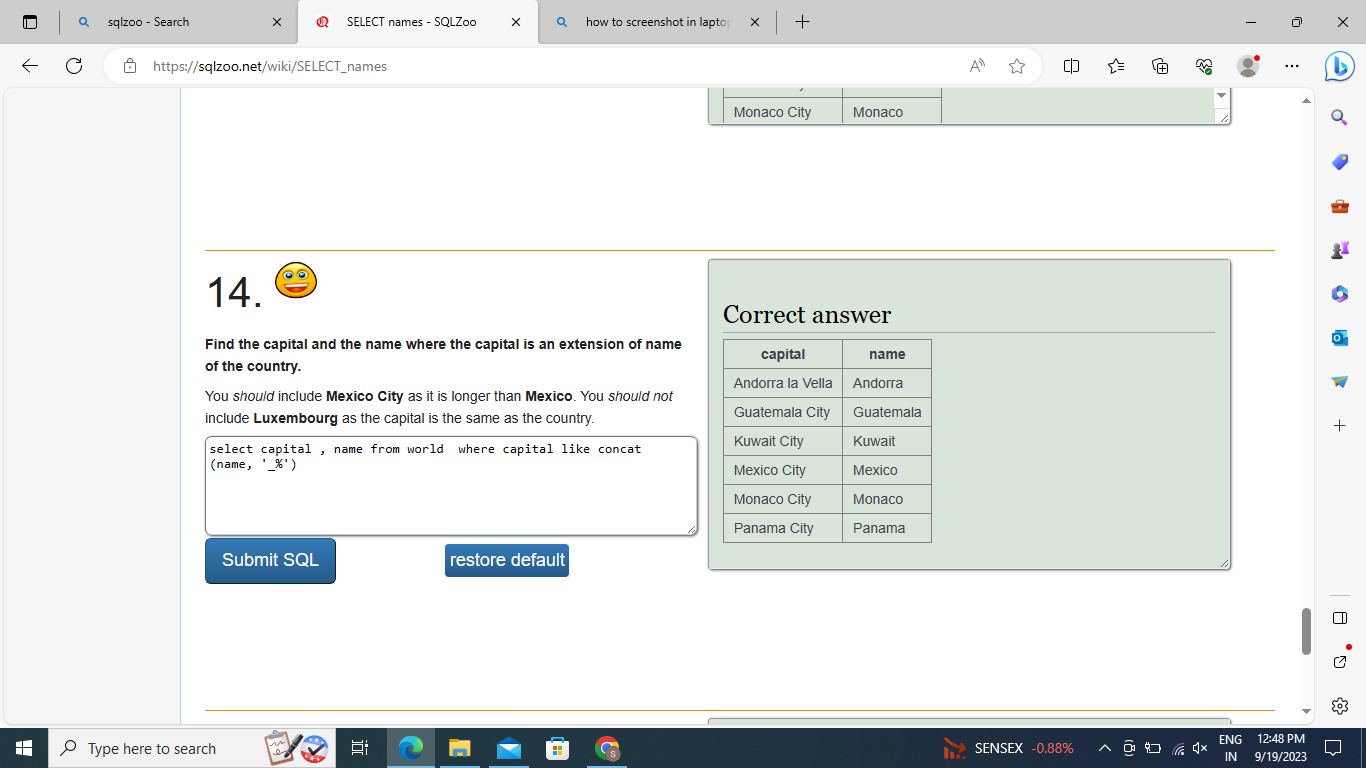 sqlzoo - Search
SELECT names - SQLZoo
how to screenshot in lapto
https://sqlzoo.net/wiki/SELECT_names
Monaco City Monaco
14.
Find the capital and the name where the capital is an extension of name
of the country.
You should include Mexico City as it is longer than Mexico. You should not
include Luxembourg as the capital is the same as the country.
select capital , name from world  where capital like concat
(name, '_%')
Submit SQL
restore default
Correct answer
capital name
Andorra la Vella Andorra
Guatemala City Guatemala
Kuwait City Kuwait
Mexico City Mexico
Monaco City Monaco
Panama City Panama
Type here to search
SENSEX -0.88%
ENG
IN
12:48 PM
9/19/2023